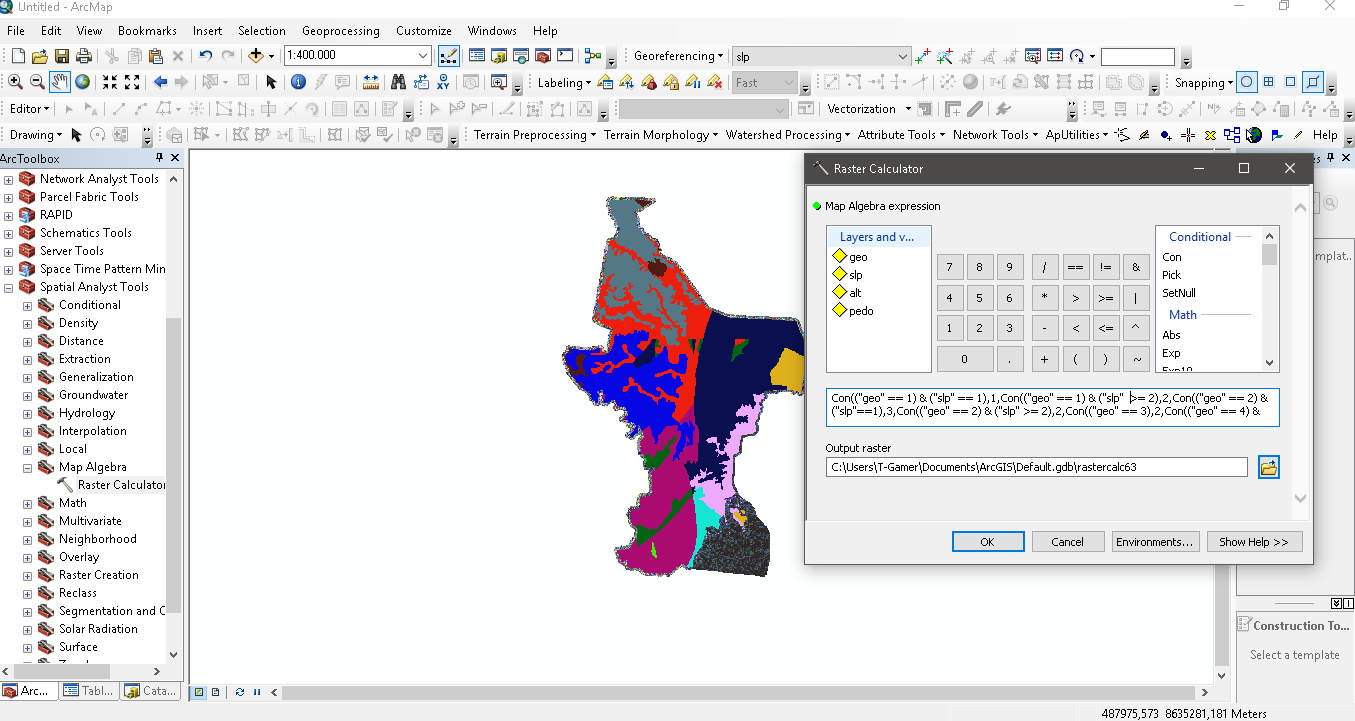 Untitled - ArcMap
File Edit View Bookmarks Insert Selection Geoprocessing Customize Windows Help
1:400.000 Georeferencing slp
Labeling Fast Snapping
Editor Vectorization
Drawing Terrain Preprocessing Terrain Morphology Watershed Processing Attribute Tools Network Tools ApUtilities Help
ArcToolbox
Network Analyst Tools
Parcel Fabric Tools
RAPID
Schematics Tools
Server Tools
Space Time Pattern Min
Spatial Analyst Tools
Conditional
Density
Distance
Extraction
Generalization
Groundwater
Hydrology
Interpolation
Local
Map Algebra
Raster Calculator
Math
Multivariate
Neighborhood
Overlay
Raster Creation
Reclass
Segmentation and C
Solar Radiation
Surface
Arc...
Tabl...
Cata...
Raster Calculator
Map Algebra expression
Layers and v...
geo
slp
alt
pedo
7 8 9 / == != &
4 5 6 * > >= |
1 2 3 - < <= ^
0 . + ( ) ~
Conditional
Con
Pick
SetNull
Math
Abs
Exp
Exp10
Con(("geo" == 1) & ("slp" == 1),1,Con(("geo" == 1) & ("slp" >= 2),2,Con(("geo" == 2) &
("slp"==1),3,Con(("geo" == 2) & ("slp" >= 2),2,Con(("geo" == 3),2,Con(("geo" == 4) &
Output raster
C:\Users\T-Gamer\Documents\ArcGIS\Default.gdb\rastercalc63
OK Cancel Environments... Show Help >>
es
mplat..
Construction To...
Select a template
487975,573 8635281,181 Meters